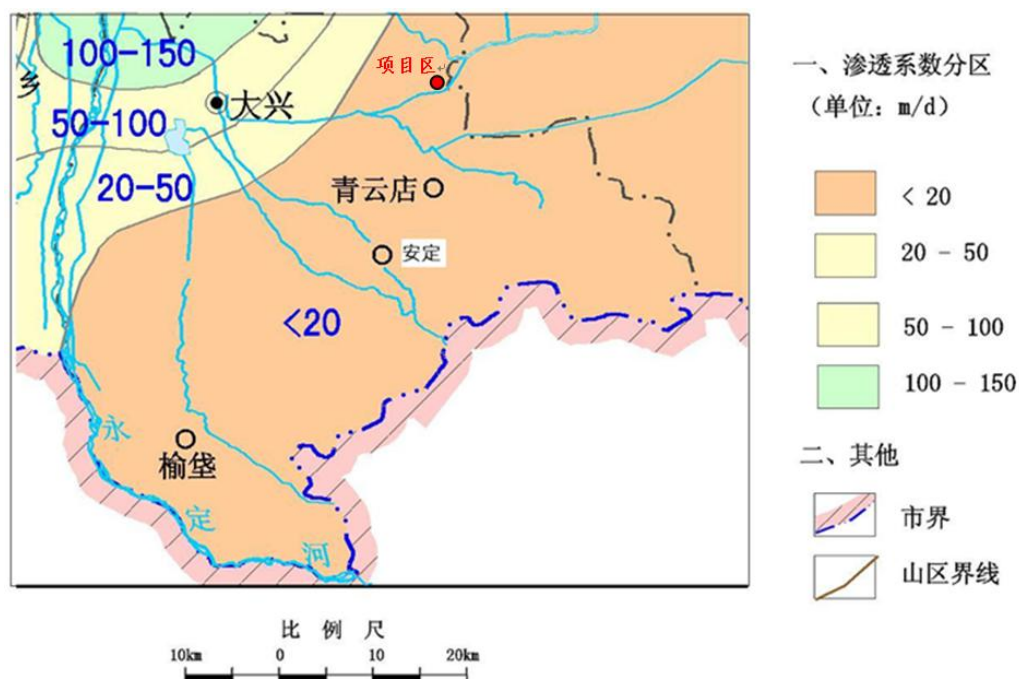 100-150
乡
项目区
大兴
50-100
20-50
青云店
安定
<20
永
榆垡
定
河
一、渗透系数分区
（单位：m/d）
< 20
20 - 50
50 - 100
100 - 150
二、其他
市界
山区界线
比 例 尺
10km 0 10 20km